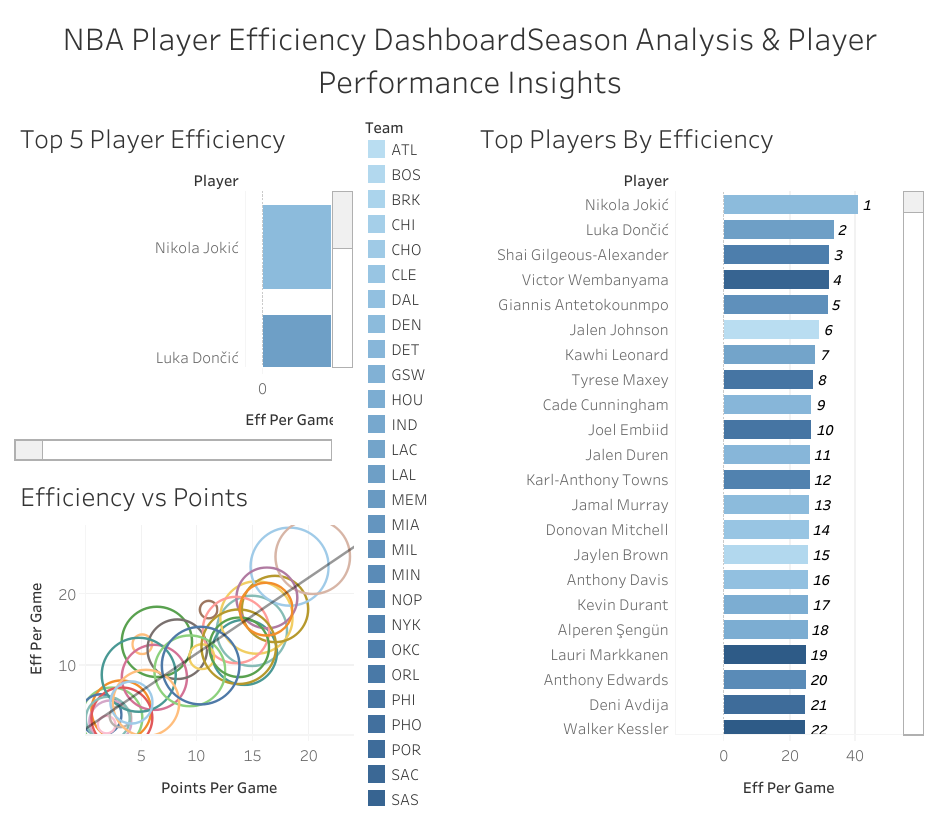 NBA Player Efficiency DashboardSeason Analysis & Player
Performance Insights
Top 5 Player Efficiency
Player
Nikola Jokić
Luka Dončić
0
Eff Per Game
Efficiency vs Points
Eff Per Game
20
10
5
10
15
20
Points Per Game
Team
ATL
BOS
BRK
CHI
CHO
CLE
DAL
DEN
DET
GSW
HOU
IND
LAC
LAL
MEM
MIA
MIL
MIN
NOP
NYK
OKC
ORL
PHI
PHO
POR
SAC
SAS
Top Players By Efficiency
Player
Nikola Jokić 1
Luka Dončić 2
Shai Gilgeous-Alexander 3
Victor Wembanyama 4
Giannis Antetokounmpo 5
Jalen Johnson 6
Kawhi Leonard 7
Tyrese Maxey 8
Cade Cunningham 9
Joel Embiid 10
Jalen Duren 11
Karl-Anthony Towns 12
Jamal Murray 13
Donovan Mitchell 14
Jaylen Brown 15
Anthony Davis 16
Kevin Durant 17
Alperen Şengün 18
Lauri Markkanen 19
Anthony Edwards 20
Deni Avdija 21
Walker Kessler 22
0
20
40
Eff Per Game